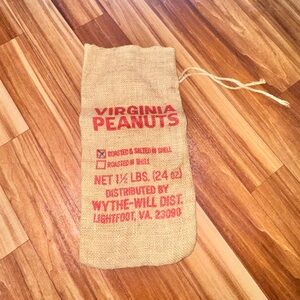 VIRGINIA
PEANUTS
ROASTED & SALTED IN SHELL
ROASTED IN SHELL
NET 1½ LBS. (24 oz)
DISTRIBUTED BY
WYTHE-WILL DIST.
LIGHTFOOT, VA. 23090